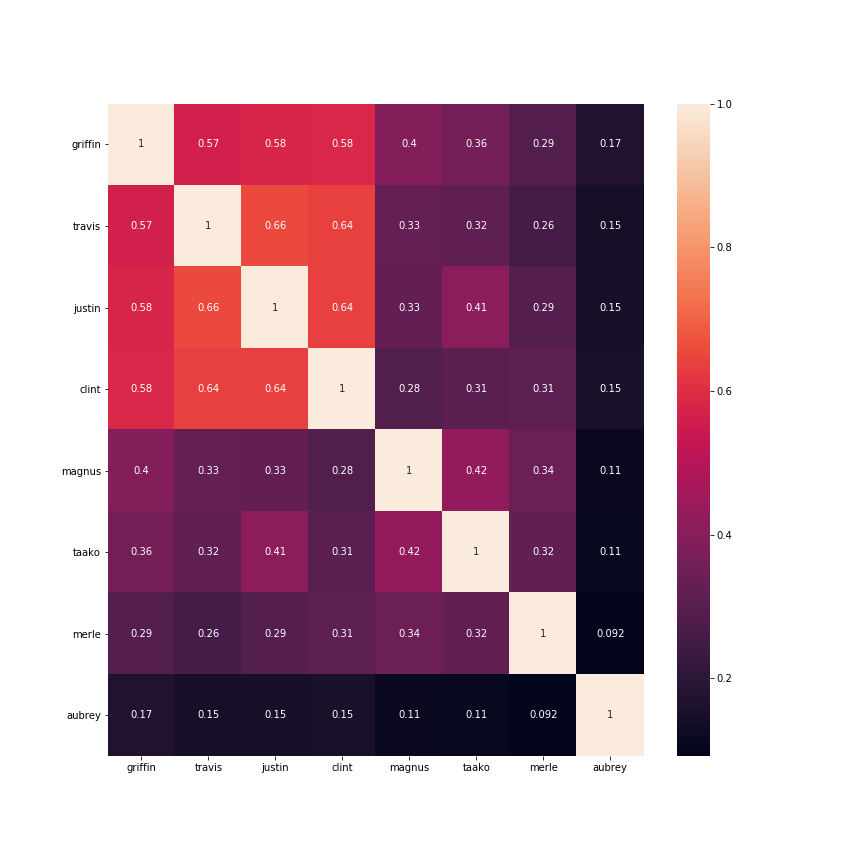 griffin 1 0.57 0.58 0.58 0.4 0.36 0.29 0.17
travis 0.57 1 0.66 0.64 0.33 0.32 0.26 0.15
justin 0.58 0.66 1 0.64 0.33 0.41 0.29 0.15
clint 0.58 0.64 0.64 1 0.28 0.31 0.31 0.15
magnus 0.4 0.33 0.33 0.28 1 0.42 0.34 0.11
taako 0.36 0.32 0.41 0.31 0.42 1 0.32 0.11
merle 0.29 0.26 0.29 0.31 0.34 0.32 1 0.092
aubrey 0.17 0.15 0.15 0.15 0.11 0.11 0.092 1
griffin travis justin clint magnus taako merle aubrey
1.0
0.8
0.6
0.4
0.2